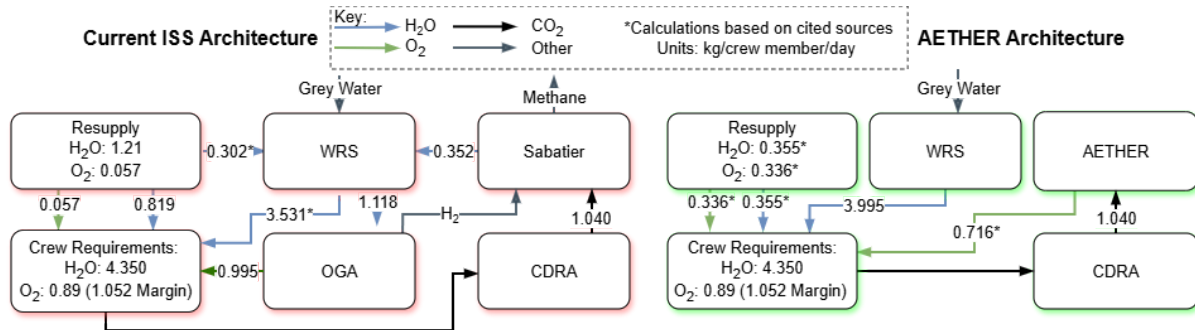 Current ISS Architecture
Key:
H₂O
CO₂
O₂
Other
*Calculations based on cited sources
Units: kg/crew member/day
AETHER Architecture
Grey Water
Methane
Resupply
H₂O: 1.21
O₂: 0.057
0.302*
WRS
0.352
Sabatier
0.057
0.819
3.531*
1.118
H₂
1.040
Crew Requirements:
H₂O: 4.350
O₂: 0.89 (1.052 Margin)
0.995
OGA
CDRA
Grey Water
Resupply
H₂O: 0.355*
O₂: 0.336*
WRS
AETHER
0.336*
0.355*
3.995
0.716*
1.040
Crew Requirements:
H₂O: 4.350
O₂: 0.89 (1.052 Margin)
CDRA